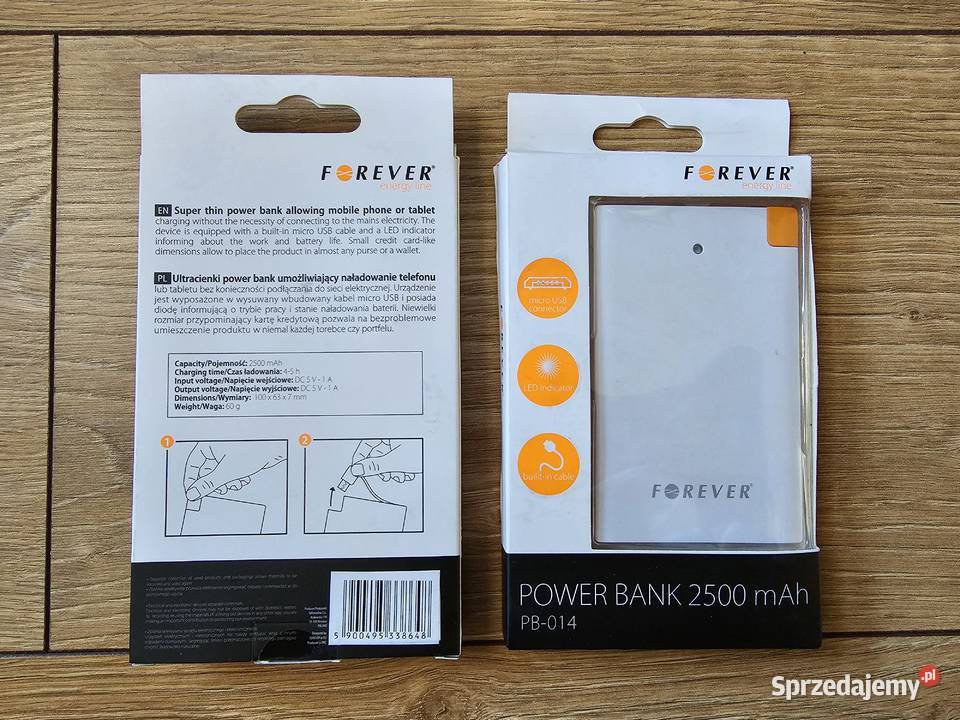 FOREVER®
energy line
EN Super thin power bank allowing mobile phone or tablet
charging without the necessity of connecting to the mains electricity. The
device is equipped with a built-in micro USB cable and a LED indicator
informing about the work and battery life. Small credit card-like
dimensions allow to place the product in almost any purse or a wallet.
PL Ultracienki power bank umożliwiający naładowanie telefonu
lub tabletu bez konieczności podłączania do sieci elektrycznej. Urządzenie
jest wyposażone w wysuwany wbudowany kabel micro USB i posiada
diodę informującą o trybie pracy i stanie naładowania baterii. Niewielki
rozmiar przypominający kartę kredytową pozwala na bezproblemowe
umieszczenie produktu w niemal każdej torebce czy portfelu.
Capacity/Pojemność: 2500 mAh
Charging time/Czas ładowania: 4-5 h
Input voltage/Napięcie wejściowe: DC 5 V - 1 A
Output voltage/Napięcie wyjściowe: DC 5 V - 1 A
Dimensions/Wymiary: 100 x 63 x 7 mm
Weight/Waga: 60 g
1
2
5 900495 338648
FOREVER®
energy line
micro USB
connector
LED indicator
built-in cable
FOREVER®
POWER BANK 2500 mAh
PB-014
Sprzedajemy.pl